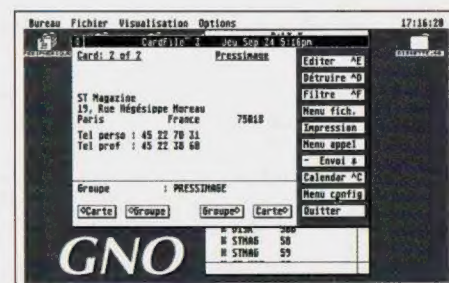 Bureau Fichier Visualisation Options 17:16:28
CardFile 3 Jeu Sep 24 5:16pm
Card: 2 of 2 Pressimage
ST Magazine
19, Rue Hégésippe Moreau
Paris France 75018
Tel perso : 45 22 70 31
Tel prof : 45 22 38 60
Groupe : PRESSIMAGE
Carte Groupe Groupe Carte
Editer ^E
Détruire ^D
Filtre ^F
Menu fich.
Impression
Menu appel
- Envoi
Calendar ^C
Menu config
Quitter
DISK
STMAG 58
STMAG 59
GNO